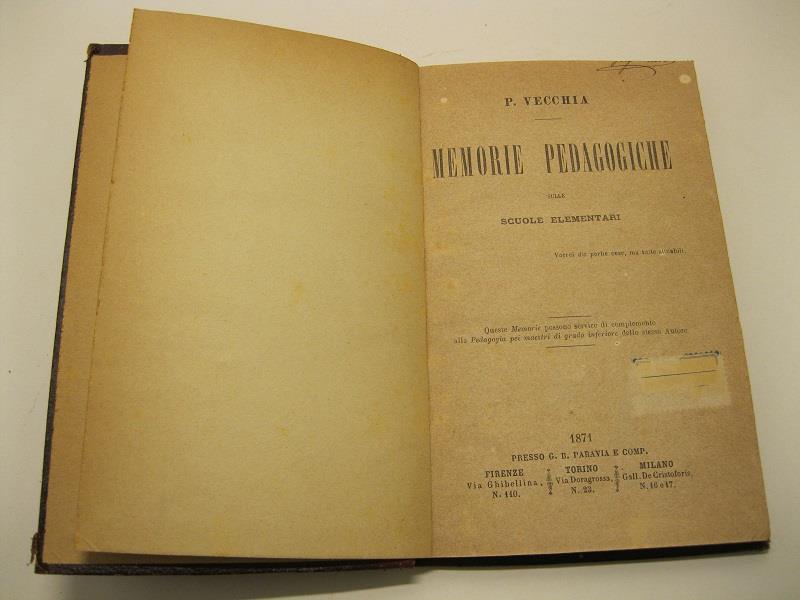 P. VECCHIA
MEMORIE PEDAGOGICHE
SULLE
SCUOLE ELEMENTARI
Vorrei dir poche cose, ma tutte attuabili.
Queste Memorie possono servire di complemento
alla Pedagogia pei maestri di grado inferiore dello stesso Autore
1871
PRESSO G. B. PARAVIA E COMP.
FIRENZE TORINO MILANO
Via Ghibellina, Via Doragrossa, Gall. De Cristoforis,
N. 110. N. 23. N. 16 e 17.